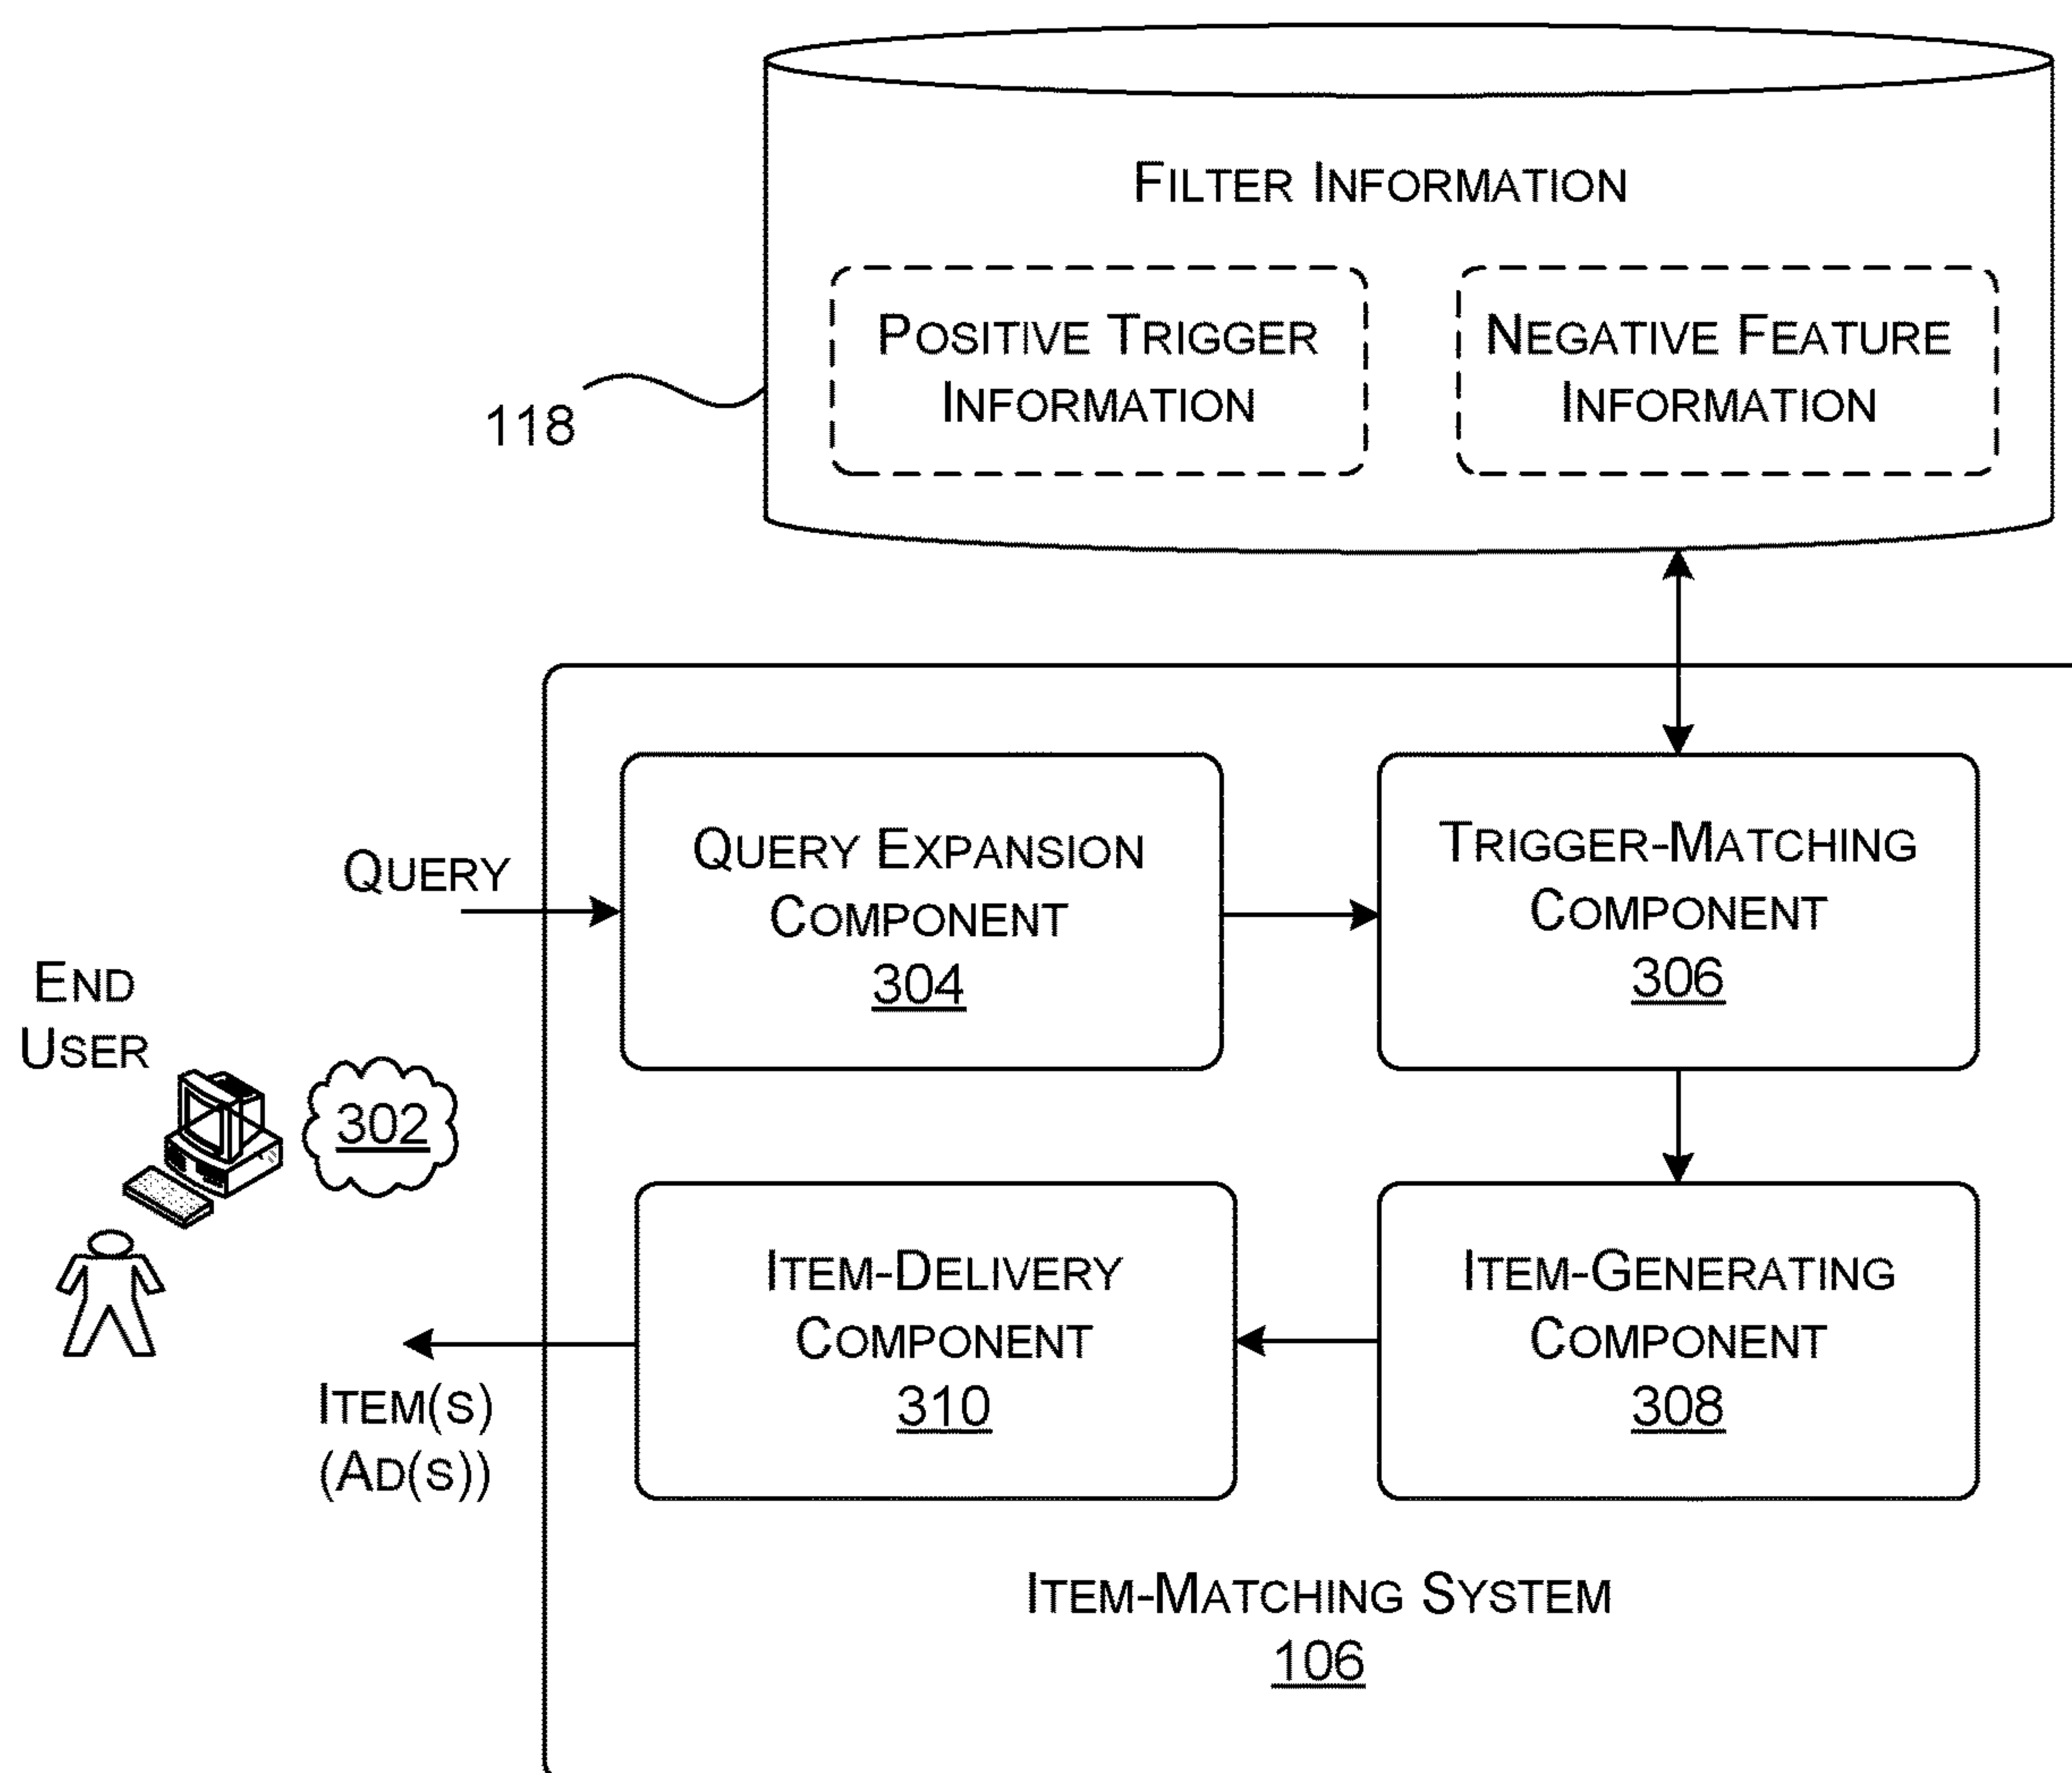 FILTER INFORMATION
POSITIVE TRIGGER
INFORMATION
NEGATIVE FEATURE
INFORMATION
118
QUERY
QUERY EXPANSION
COMPONENT
304
TRIGGER-MATCHING
COMPONENT
306
END
USER
302
ITEM-DELIVERY
COMPONENT
310
ITEM-GENERATING
COMPONENT
308
ITEM(S)
(AD(S))
ITEM-MATCHING SYSTEM
106